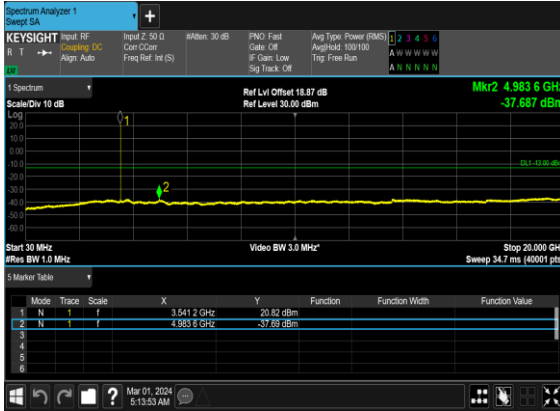 Spectrum Analyzer 1
Swept SA
+
KEYSIGHT
R T
Input: RF
Coupling: DC
Align: Auto
Input Z: 50 Ω
Corr CCorr
Freq Ref: Int (S)
#Atten: 30 dB
PNO: Fast
Gate: Off
IF Gain: Low
Sig Track: Off
Avg Type: Power (RMS)
Avg|Hold: 100/100
Trig: Free Run
1 2 3 4 5 6
A W W W W W
A N N N N N
1 Spectrum
Scale/Div 10 dB
Ref Lvl Offset 18.87 dB
Ref Level 30.00 dBm
Mkr2 4.983 6 GHz
-37.687 dBm
Log
20.0
10.0
0.00
-10.0
-20.0
-30.0
-40.0
-50.0
-60.0
1
2
DL1 -13.00 dBm
Start 30 MHz
#Res BW 1.0 MHz
Video BW 3.0 MHz*
Stop 20.000 GH
Sweep 34.7 ms (40001 pts
5 Marker Table
Mode Trace Scale X Y Function Function Width Function Value
1 N 1 f 3.541 2 GHz 20.82 dBm
2 N 1 f 4.983 6 GHz -37.69 dBm
3
4
5
6
?
Mar 01, 2024
5:13:53 AM